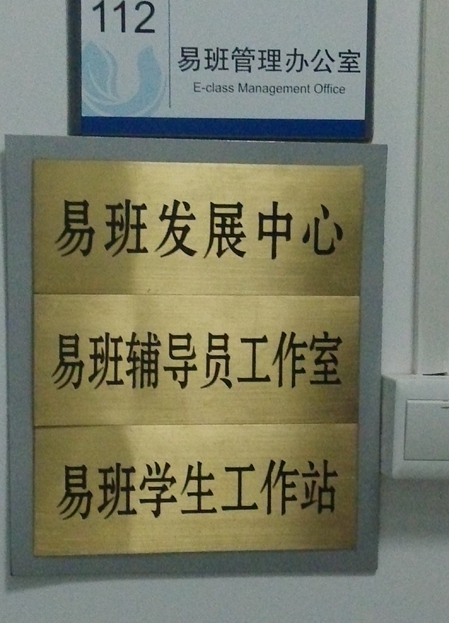 112
易班管理办公室
E-class Management Office
易班发展中心
易班辅导员工作室
易班学生工作站